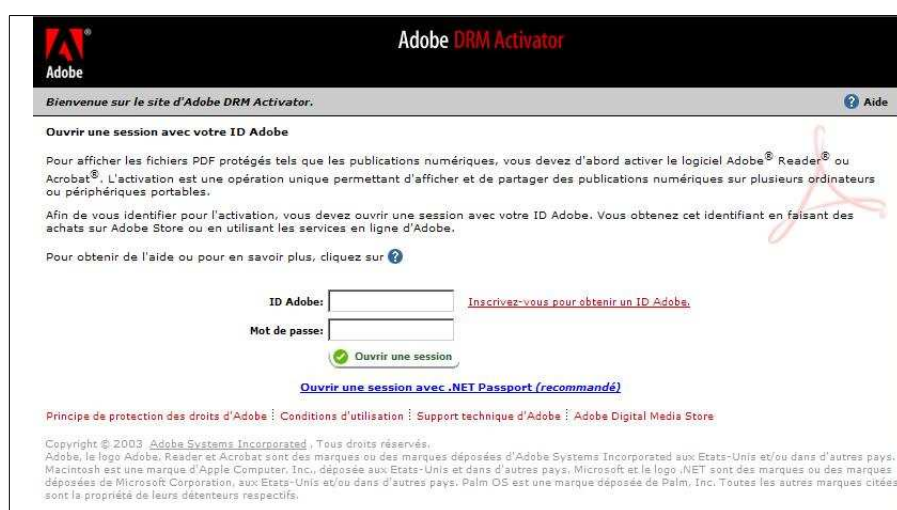 Adobe DRM Activator
Adobe
Bienvenue sur le site d'Adobe DRM Activator. Aide
Ouvrir une session avec votre ID Adobe
Pour afficher les fichiers PDF protégés tels que les publications numériques, vous devez d'abord activer le logiciel Adobe® Reader® ou
Acrobat®. L'activation est une opération unique permettant d'afficher et de partager des publications numériques sur plusieurs ordinateurs
ou périphériques portables.
Afin de vous identifier pour l'activation, vous devez ouvrir une session avec votre ID Adobe. Vous obtenez cet identifiant en faisant des
achats sur Adobe Store ou en utilisant les services en ligne d'Adobe.
Pour obtenir de l'aide ou pour en savoir plus, cliquez sur ?
ID Adobe: Inscrivez-vous pour obtenir un ID Adobe.
Mot de passe:
Ouvrir une session
Ouvrir une session avec .NET Passport (recommandé)
Principe de protection des droits d'Adobe Conditions d'utilisation Support technique d'Adobe Adobe Digital Media Store
Copyright © 2003 Adobe Systems Incorporated . Tous droits réservés.
Adobe, le logo Adobe, Reader et Acrobat sont des marques ou des marques déposées d'Adobe Systems Incorporated aux Etats-Unis et/ou dans d'autres pays.
Macintosh est une marque d'Apple Computer, Inc., déposée aux Etats-Unis et dans d'autres pays. Microsoft et le logo .NET sont des marques ou des marques
déposées de Microsoft Corporation, aux Etats-Unis et/ou dans d'autres pays. Palm OS est une marque déposée de Palm, Inc. Toutes les autres marques citées
sont la propriété de leurs détenteurs respectifs.